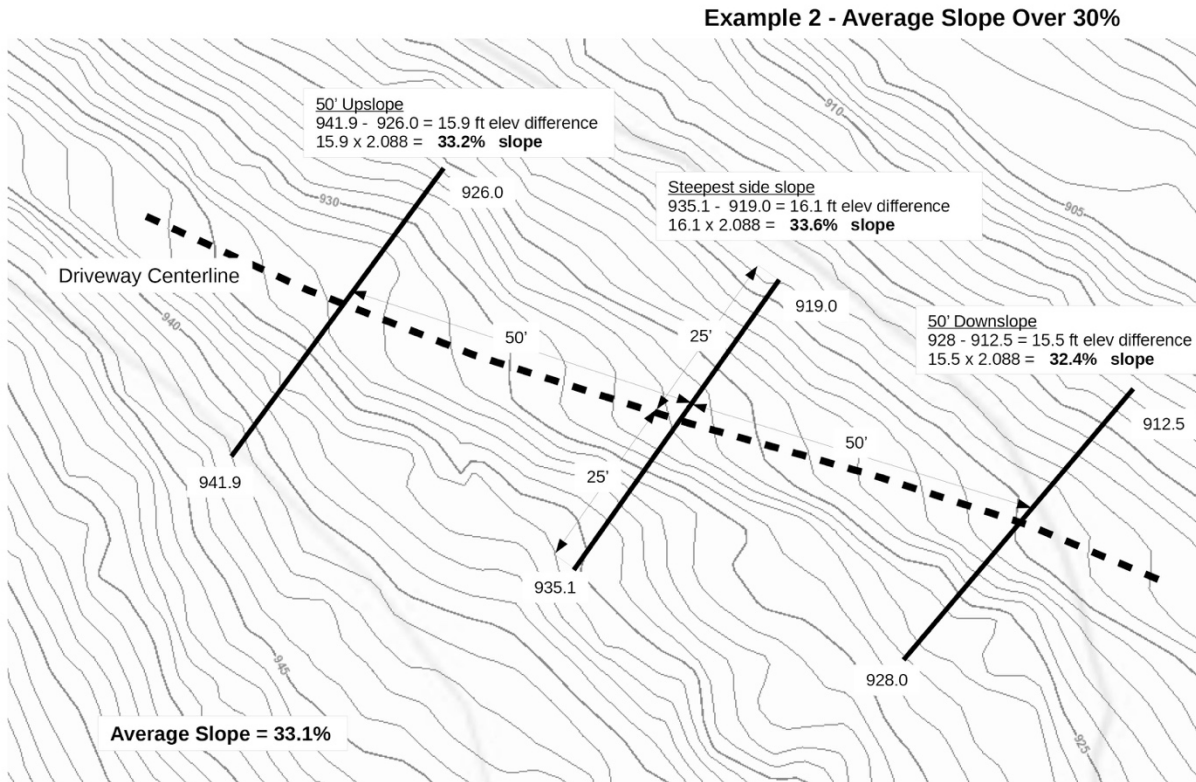 Example 2 - Average Slope Over 30%
50' Upslope
941.9 - 926.0 = 15.9 ft elev difference
15.9 x 2.088 = 33.2% slope
910
926.0
930
Steepest side slope
935.1 - 919.0 = 16.1 ft elev difference
16.1 x 2.088 = 33.6% slope
905
Driveway Centerline
919.0
940
50' Downslope
928 - 912.5 = 15.5 ft elev difference
15.5 x 2.088 = 32.4% slope
50'
25'
912.5
50'
25'
941.9
935.1
928.0
945
Average Slope = 33.1%
925